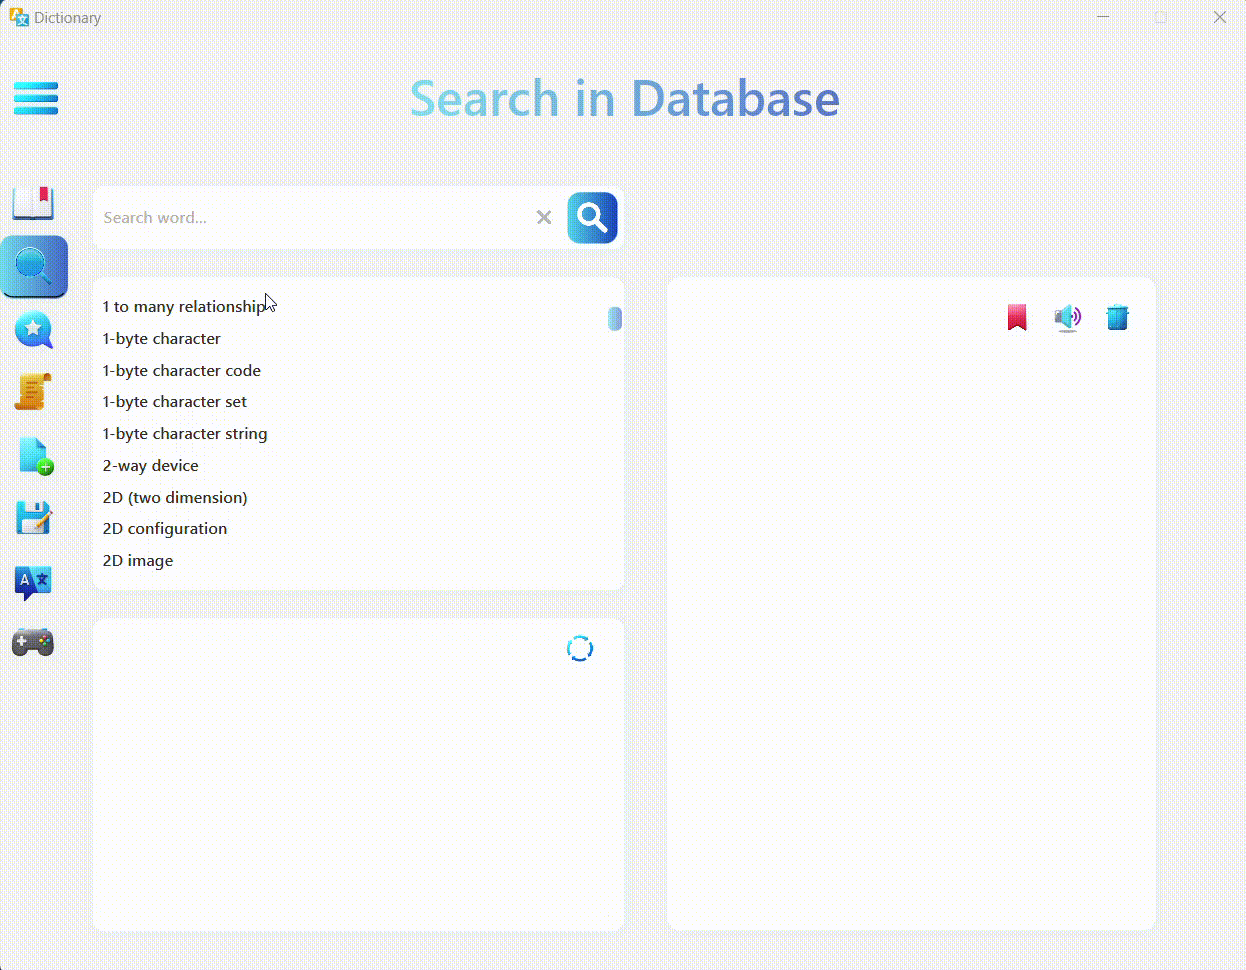 Dictionary
Search in Database
Search word...
1 to many relationship
1-byte character
1-byte character code
1-byte character set
1-byte character string
2-way device
2D (two dimension)
2D configuration
2D image